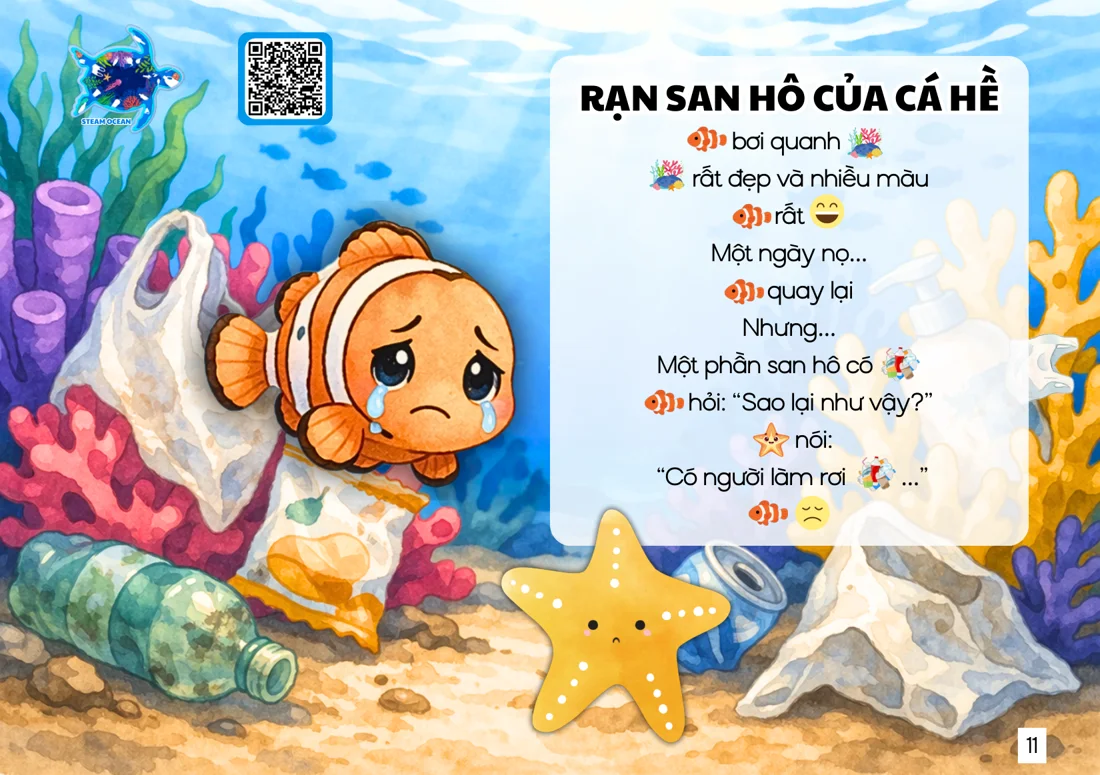 STEAM OCEAN
RẠN SAN HÔ CỦA CÁ HỀ
bơi quanh
rất đẹp và nhiều màu
rất
Một ngày nọ...
quay lại
Nhưng...
Một phần san hô có
hỏi: “Sao lại như vậy?”
nói:
“Có người làm rơi ...”
11